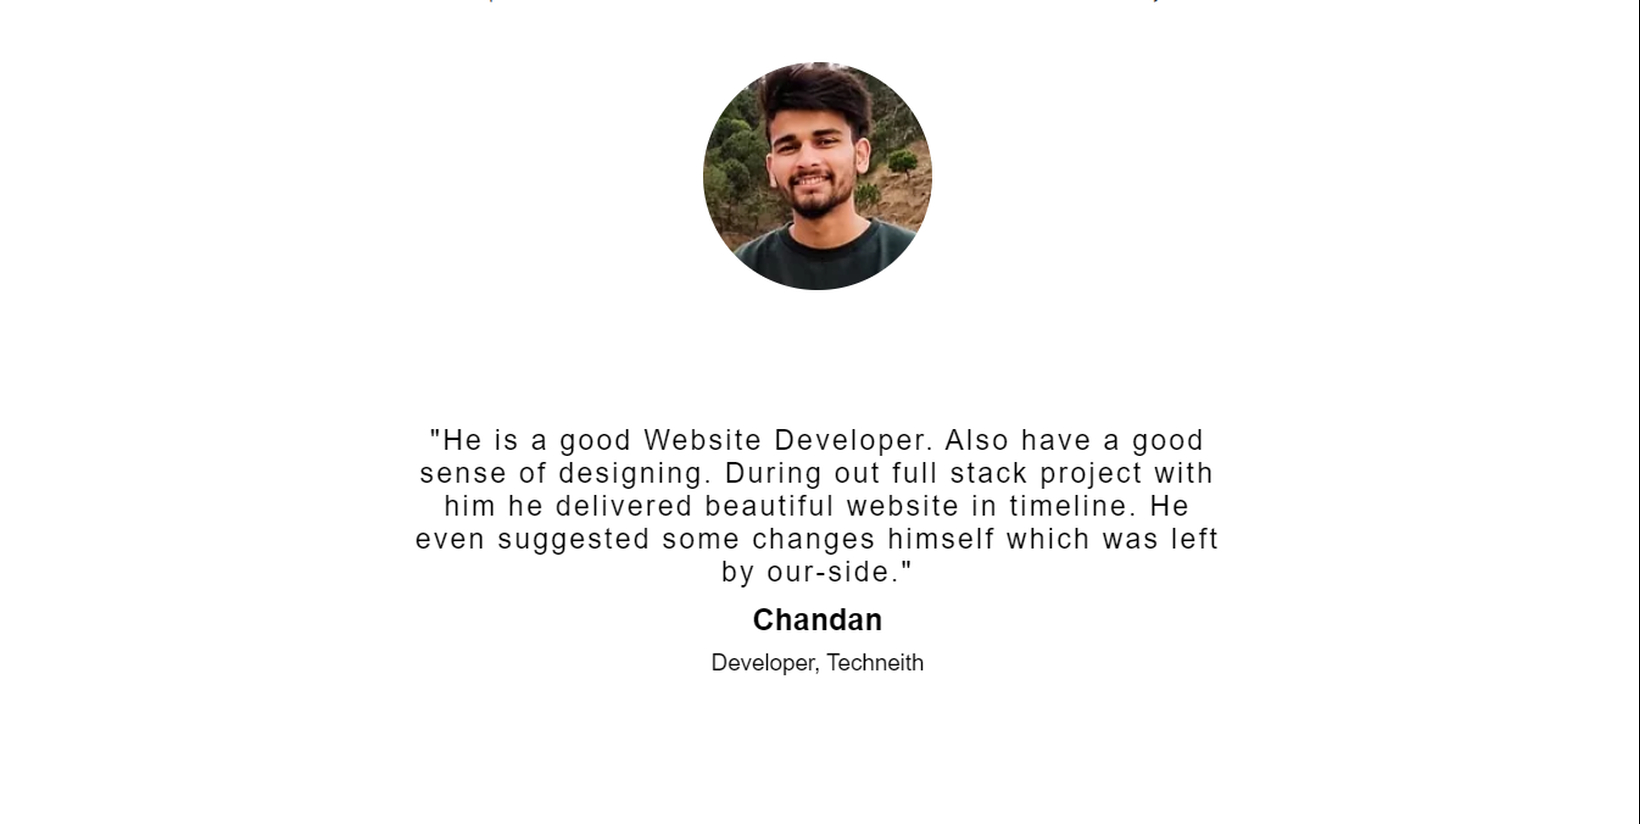 "He is a good Website Developer. Also have a good
sense of designing. During out full stack project with
him he delivered beautiful website in timeline. He
even suggested some changes himself which was left
by our-side."
Chandan
Developer, Techneith